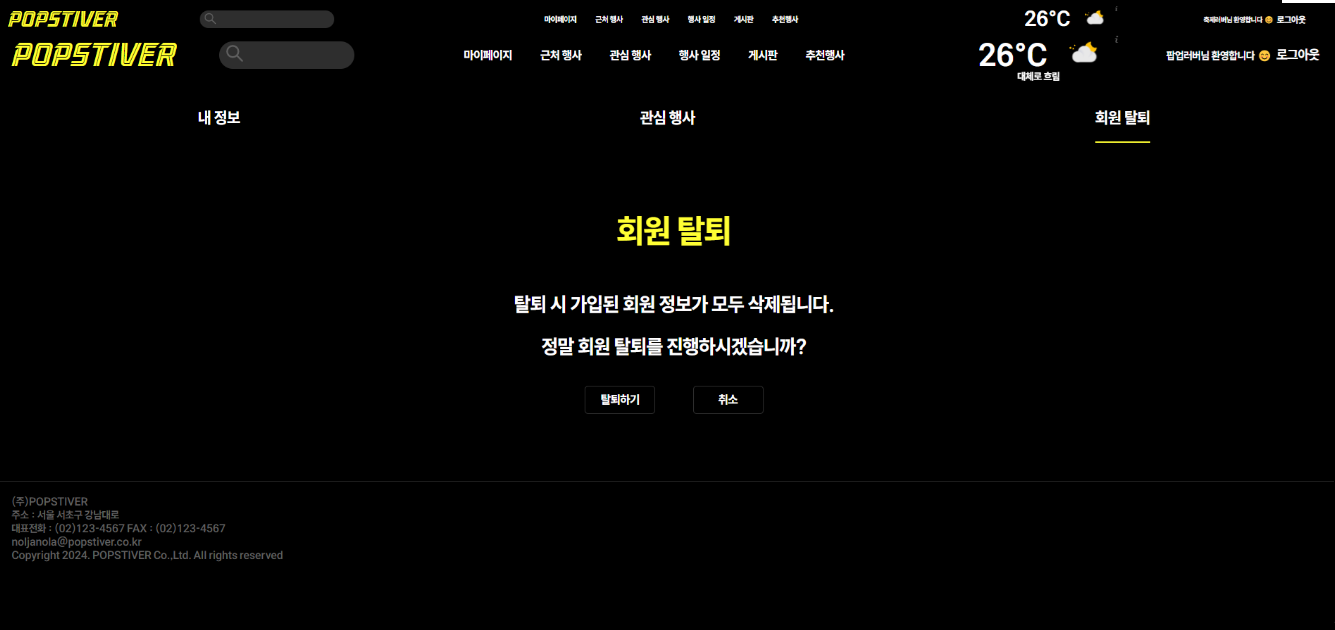 POPSTIVER 마이페이지 근처 행사 관심 행사 행사 일정 게시판 추천행사 26°C i 축제러버님 환영합니다 😊 로그아웃
POPSTIVER 마이페이지 근처 행사 관심 행사 행사 일정 게시판 추천행사 26°C i 팝업러버님 환영합니다 😊 로그아웃
대체로 흐림
내 정보 관심 행사 회원 탈퇴
회원 탈퇴
탈퇴 시 가입된 회원 정보가 모두 삭제됩니다.
정말 회원 탈퇴를 진행하시겠습니까?
탈퇴하기 취소
(주)POPSTIVER
주소 : 서울 서초구 강남대로
대표전화 : (02)123-4567 FAX : (02)123-4567
noljanola@popstiver.co.kr
Copyright 2024. POPSTIVER Co.,Ltd. All rights reserved